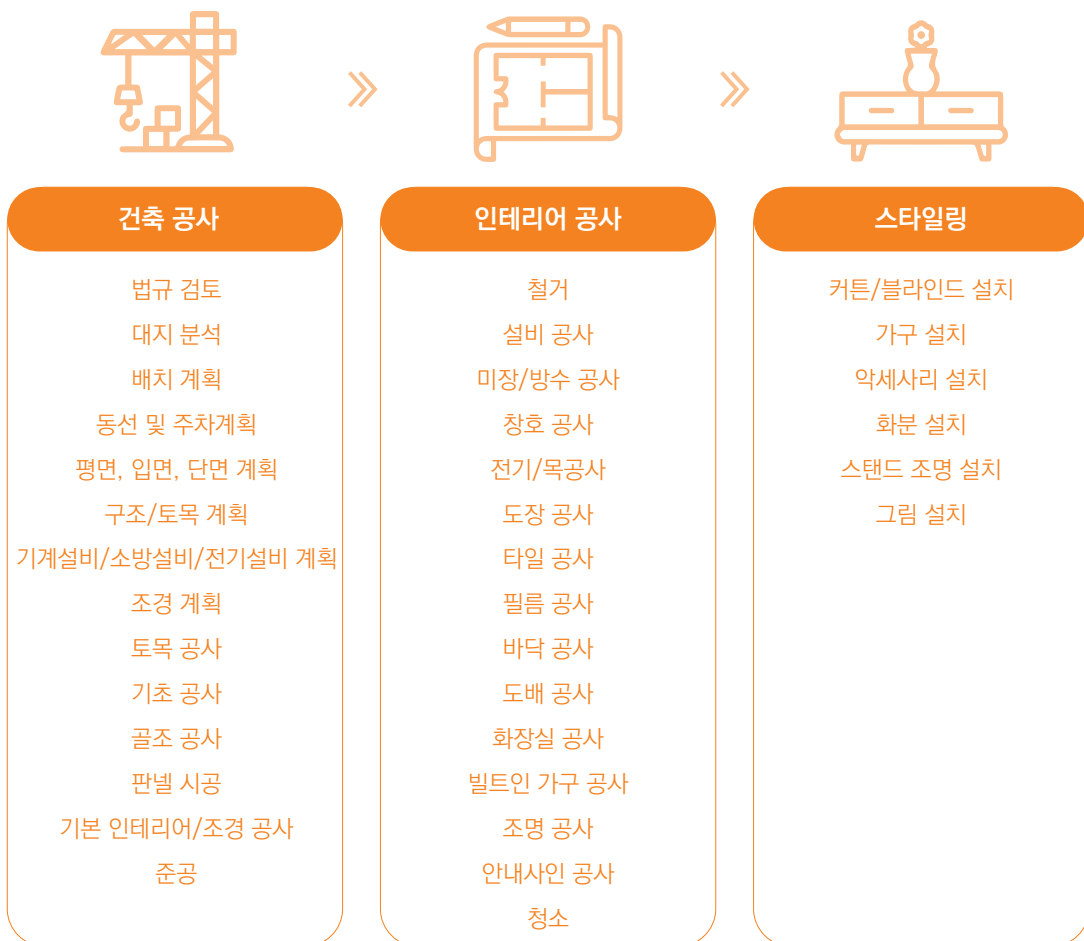 건축 공사
법규 검토
대지 분석
배치 계획
동선 및 주차계획
평면, 입면, 단면 계획
구조/토목 계획
기계설비/소방설비/전기설비 계획
조경 계획
토목 공사
기초 공사
골조 공사
판넬 시공
기본 인테리어/조경 공사
준공
인테리어 공사
철거
설비 공사
미장/방수 공사
창호 공사
전기/목공사
도장 공사
타일 공사
필름 공사
바닥 공사
도배 공사
화장실 공사
빌트인 가구 공사
조명 공사
안내사인 공사
청소
스타일링
커튼/블라인드 설치
가구 설치
악세사리 설치
화분 설치
스탠드 조명 설치
그림 설치